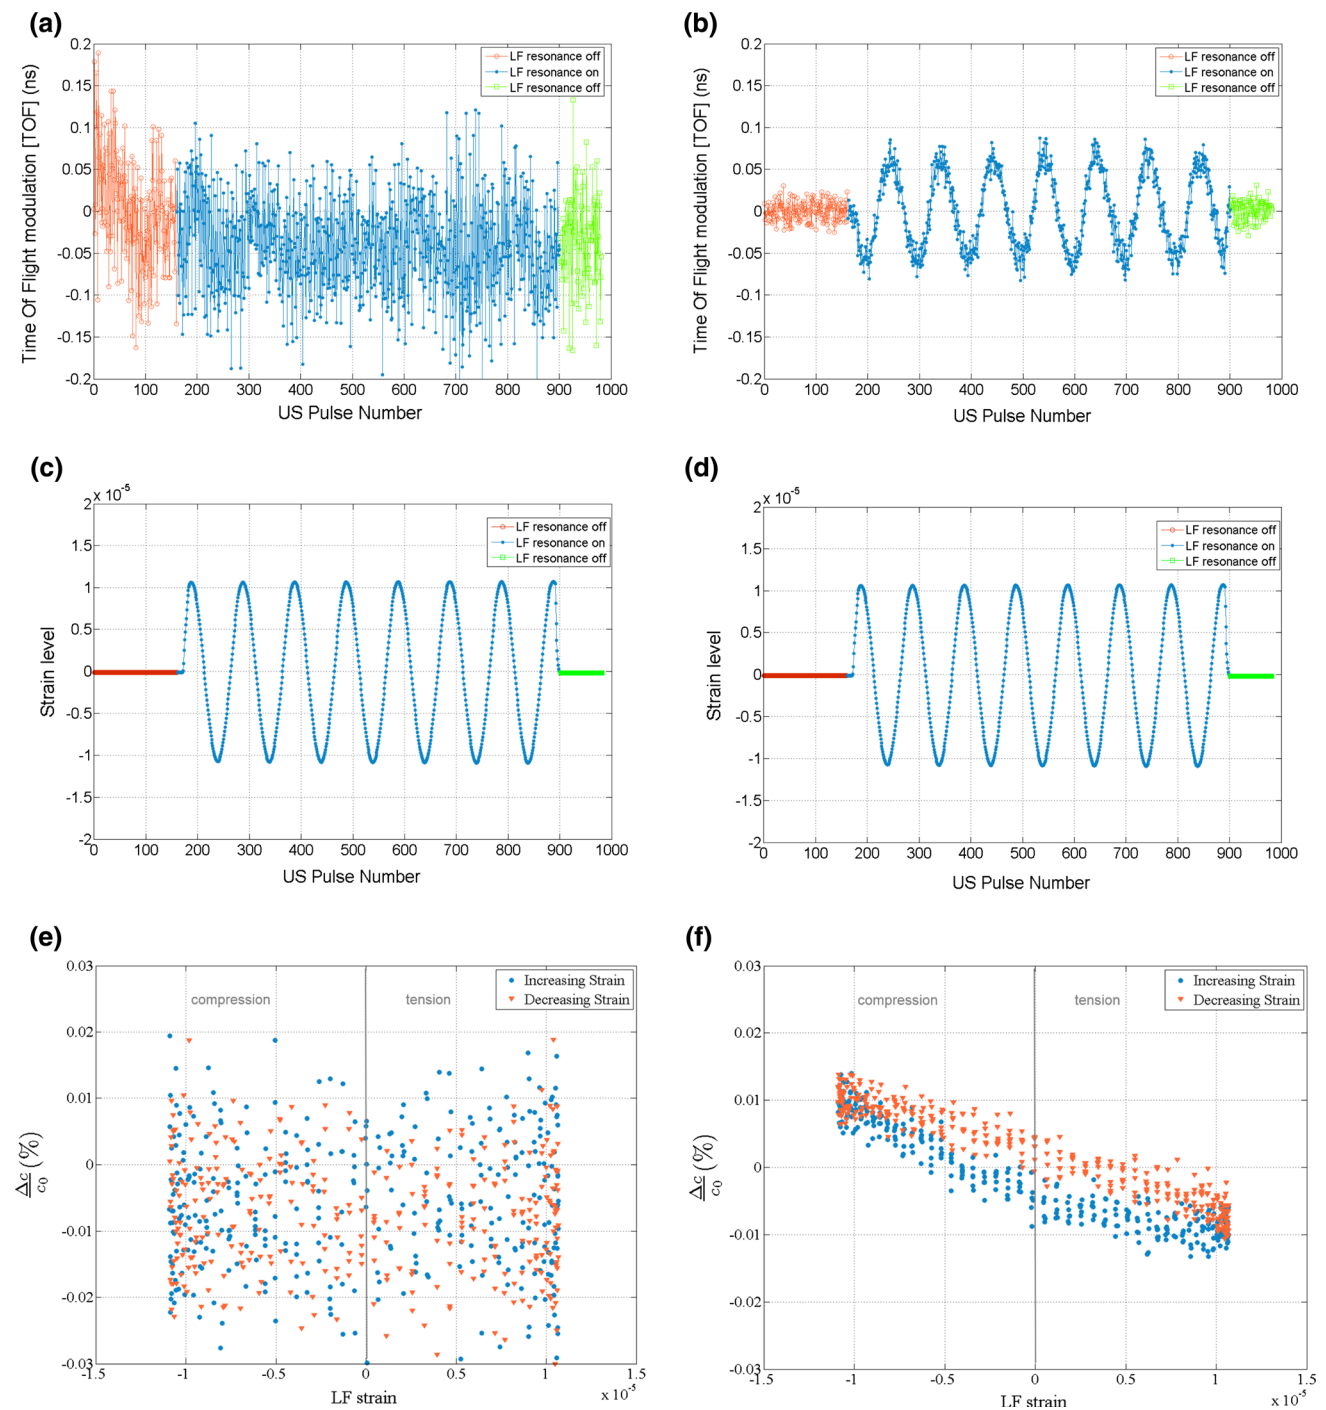 (a)
0.2
0.15
0.1
0.05
0
-0.05
-0.1
-0.15
-0.2
Time Of Flight modulation [TOF] (ns)
LF resonance off
LF resonance on
LF resonance off
0 100 200 300 400 500 600 700 800 900 1000
US Pulse Number
(b)
0.2
0.15
0.1
0.05
0
-0.05
-0.1
-0.15
-0.2
Time Of Flight modulation [TOF] (ns)
LF resonance off
LF resonance on
LF resonance off
0 100 200 300 400 500 600 700 800 900 1000
US Pulse Number
(c)
x 10⁻⁵
2
1.5
1
0.5
0
-0.5
-1
-1.5
-2
Strain level
LF resonance off
LF resonance on
LF resonance off
0 100 200 300 400 500 600 700 800 900 1000
US Pulse Number
(d)
x 10⁻⁵
2
1.5
1
0.5
0
-0.5
-1
-1.5
-2
Strain level
LF resonance off
LF resonance on
LF resonance off
0 100 200 300 400 500 600 700 800 900 1000
US Pulse Number
(e)
0.03
0.02
0.01
0
-0.01
-0.02
-0.03
Δc/c₀ (%)
compression
tension
Increasing Strain
Decreasing Strain
-1.5 -1 -0.5 0 0.5 1 1.5
x 10⁻⁵
LF strain
(f)
0.03
0.02
0.01
0
-0.01
-0.02
-0.03
Δc/c₀ (%)
compression
tension
Increasing Strain
Decreasing Strain
-1.5 -1 -0.5 0 0.5 1 1.5
x 10⁻⁵
LF strain